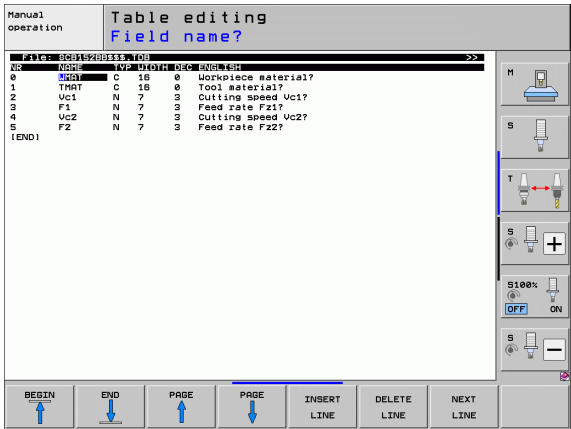 Manual operation
Table editing
Field name?
File: 8CB152BB$$$.TDB >>
NR NAME TYP WIDTH DEC ENGLISH
0 WMAT C 16 0 Workpiece material?
1 TMAT C 16 0 Tool material?
2 Vc1 N 7 3 Cutting speed Vc1?
3 F1 N 7 3 Feed rate Fz1?
4 Vc2 N 7 3 Cutting speed Vc2?
5 F2 N 7 3 Feed rate Fz2?
[END]
M
S
T
S
+
S100%
OFF ON
S
–
BEGIN
END
PAGE
PAGE
INSERT LINE
DELETE LINE
NEXT LINE